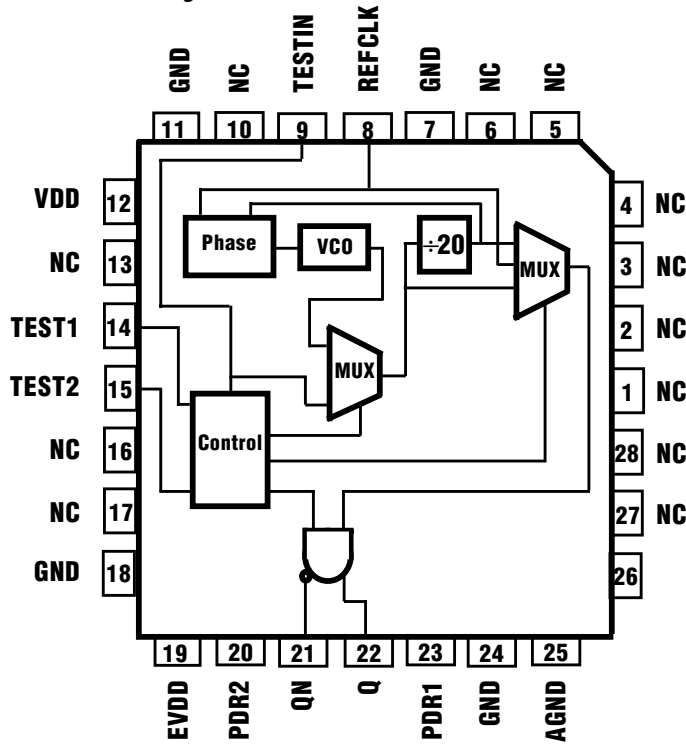 GND
NC
TESTIN
REFCLK
GND
NC
NC
11
10
9
8
7
6
5
VDD 12
NC 13
TEST1 14
TEST2 15
NC 16
NC 17
GND 18
4 NC
3 NC
2 NC
1 NC
28 NC
27 NC
26
Phase
VCO
÷20
MUX
MUX
Control
19
20
21
22
23
24
25
EVDD
PDR2
QN
Q
PDR1
GND
AGND